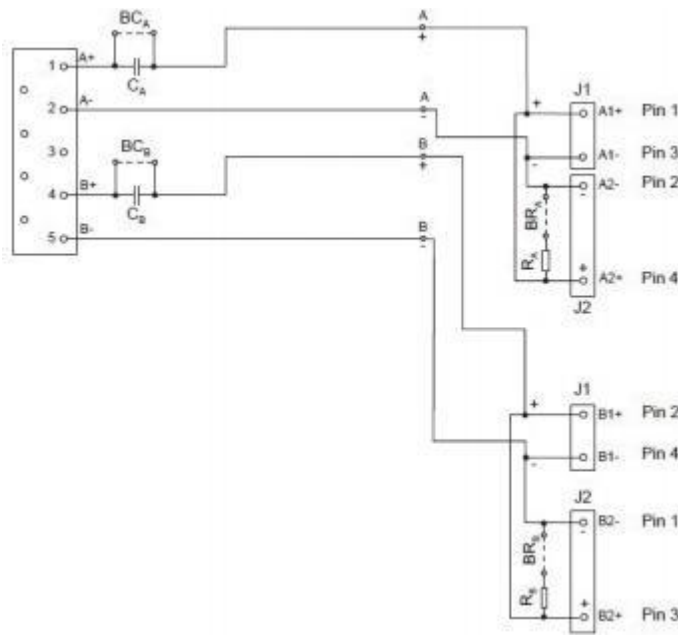 BCA
A
1
A+
+
CA
J1
+
A1+
Pin 1
2
A-
A
-
BCB
3
B
-
A1-
Pin 3
+
A2-
Pin 2
-
4
B+
CB
BRA
5
B-
B
-
RA
+
A2+
Pin 4
J2
J1
+
B1+
Pin 2
-
B1-
Pin 4
J2
B2-
Pin 1
-
BRB
RB
+
B2+
Pin 3
J2